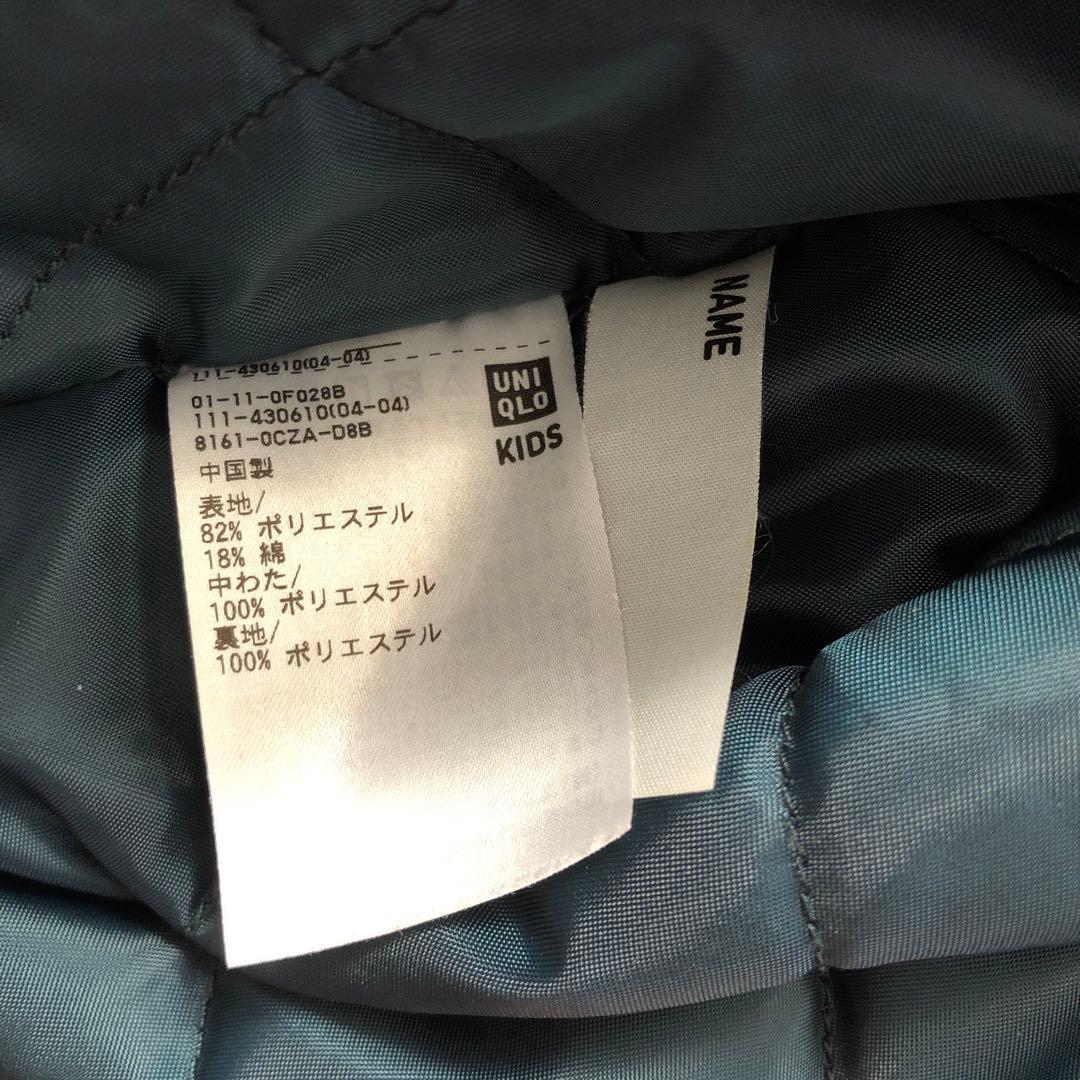 111-430610(04-04)
01-11-0F028B
111-430610(04-04)
8161-0CZA-D8B
UNI
QLO
KIDS
中国製
表地/
82% ポリエステル
18% 綿
中わた/
100% ポリエステル
裏地/
100% ポリエステル
NAME